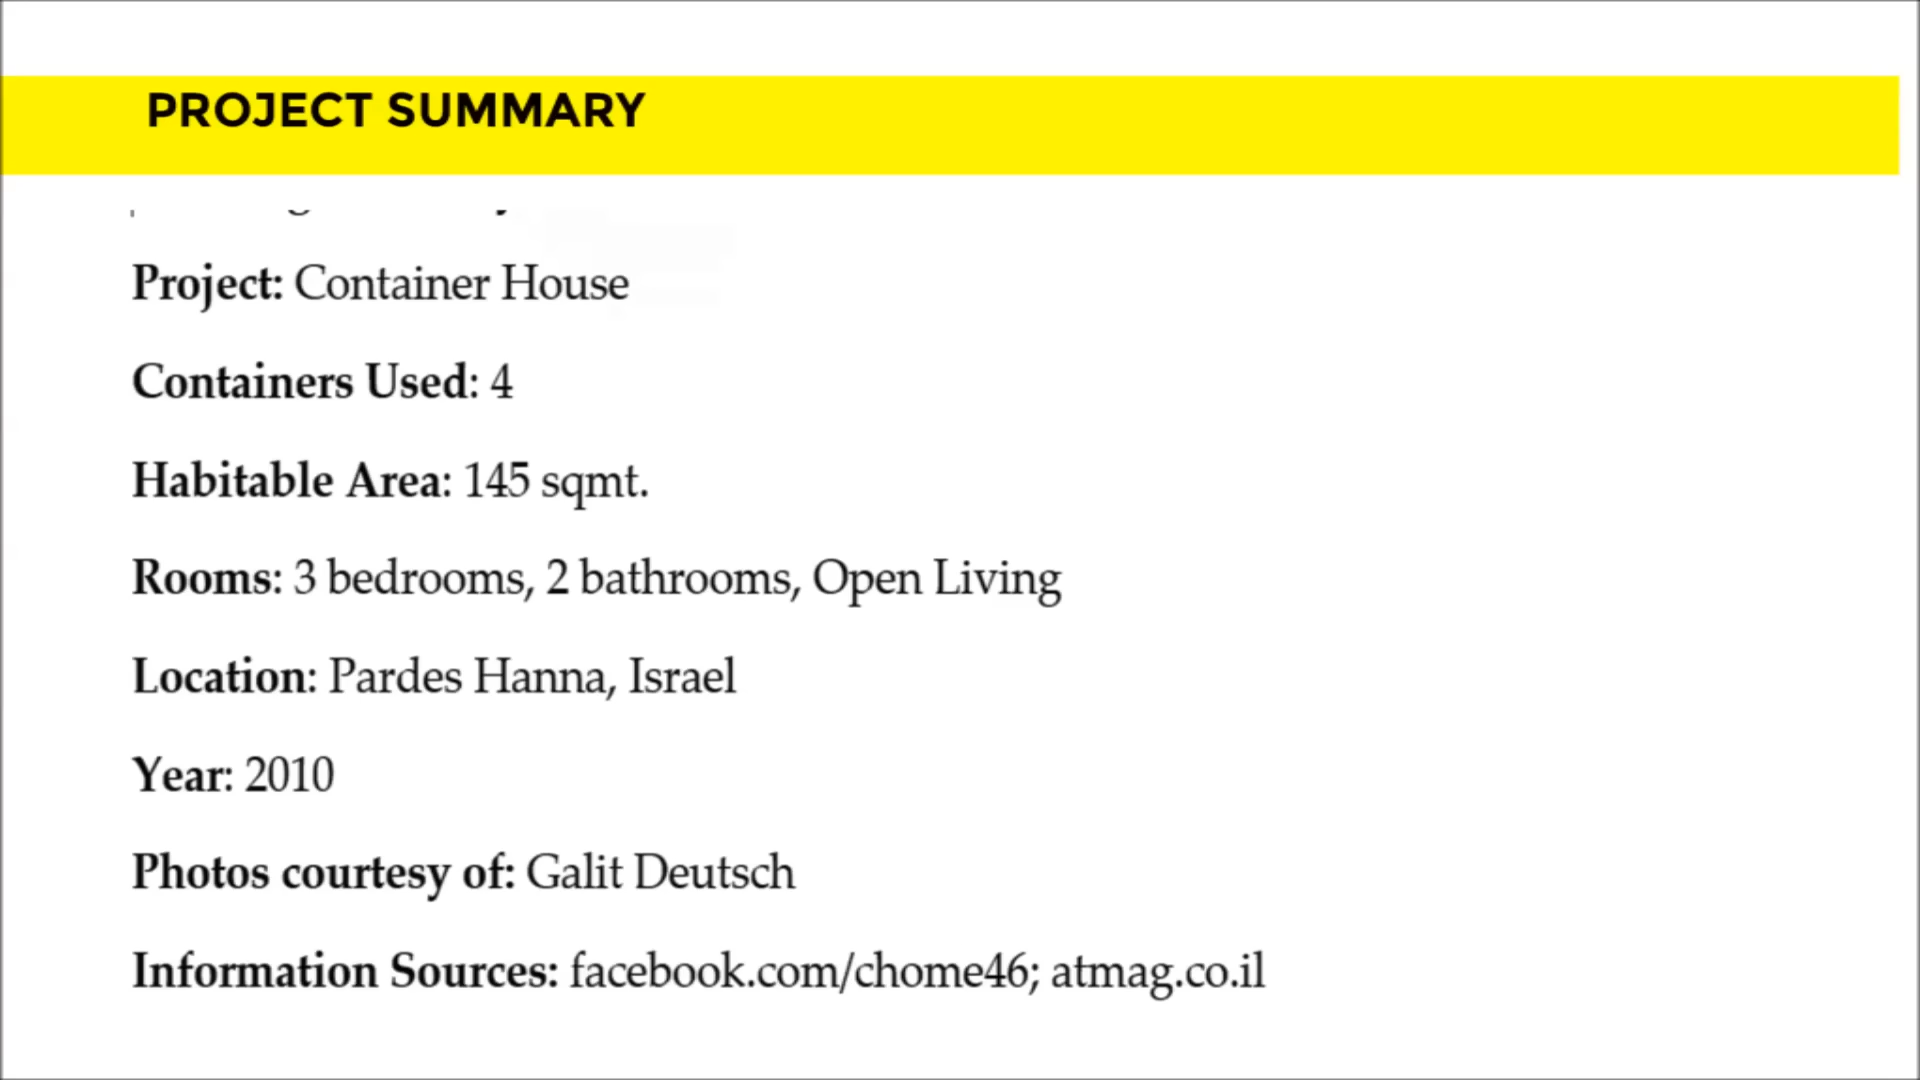 PROJECT SUMMARY
Project: Container House
Containers Used: 4
Habitable Area: 145 sqmt.
Rooms: 3 bedrooms, 2 bathrooms, Open Living
Location: Pardes Hanna, Israel
Year: 2010
Photos courtesy of: Galit Deutsch
Information Sources: facebook.com/chome46; atmag.co.il